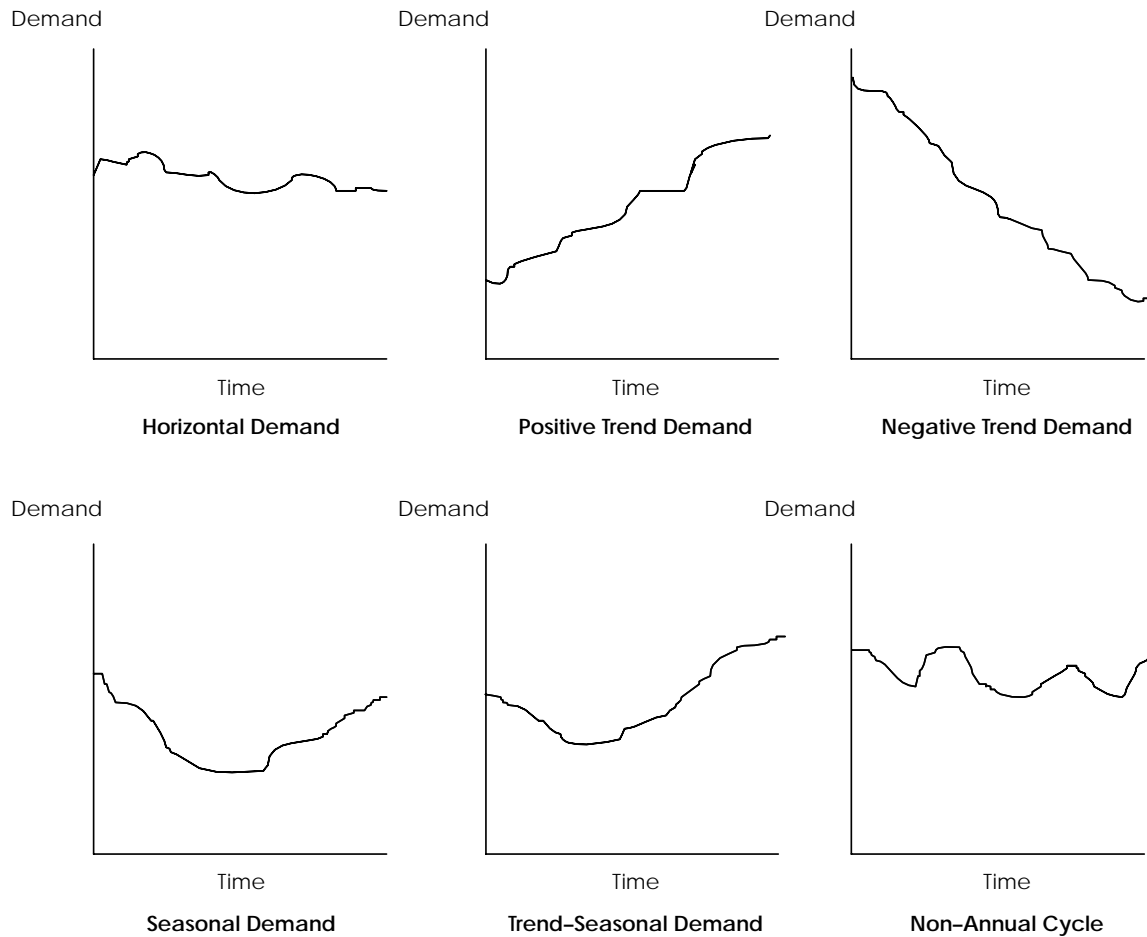 Demand
Demand
Demand
Time
Time
Time
Horizontal Demand
Positive Trend Demand
Negative Trend Demand
Demand
Demand
Demand
Time
Time
Time
Seasonal Demand
Trend–Seasonal Demand
Non–Annual Cycle